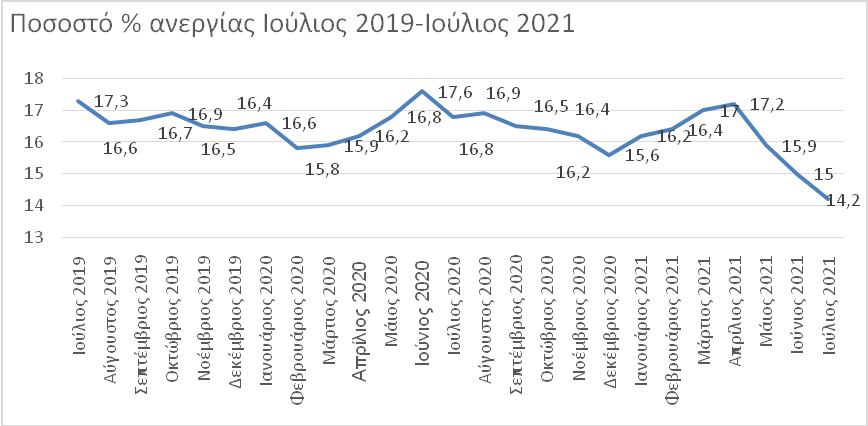 Ποσοστό % ανεργίας Ιούλιος 2019-Ιούλιος 2021
18
17
16
15
14
13
17,3
16,6
16,7
16,9
16,5
16,4
16,6
15,8
15,9
16,2
16,8
17,6
16,8
16,9
16,5
16,4
16,2
15,6
16,2
16,4
17
17,2
15,9
15
14,2
Ιούλιος 2019
Αύγουστος 2019
Σεπτέμβριος 2019
Οκτώβριος 2019
Νοέμβριος 2019
Δεκέμβριος 2019
Ιανουάριος 2020
Φεβρουάριος 2020
Μάρτιος 2020
Απρίλιος 2020
Μάιος 2020
Ιούνιος 2020
Ιούλιος 2020
Αύγουστος 2020
Σεπτέμβριος 2020
Οκτώβριος 2020
Νοέμβριος 2020
Δεκέμβριος 2020
Ιανουάριος 2021
Φεβρουάριος 2021
Μάρτιος 2021
Απρίλιος 2021
Μάιος 2021
Ιούνιος 2021
Ιούλιος 2021